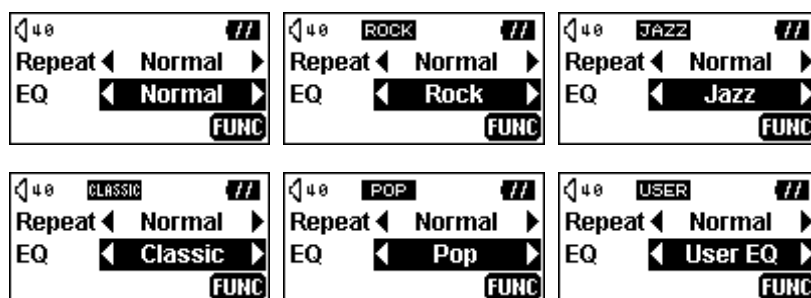 40
Repeat Normal
EQ Normal
FUNC
40 ROCK
Repeat Normal
EQ Rock
FUNC
40 JAZZ
Repeat Normal
EQ Jazz
FUNC
40 CLASSIC
Repeat Normal
EQ Classic
FUNC
40 POP
Repeat Normal
EQ Pop
FUNC
40 USER
Repeat Normal
EQ User EQ
FUNC